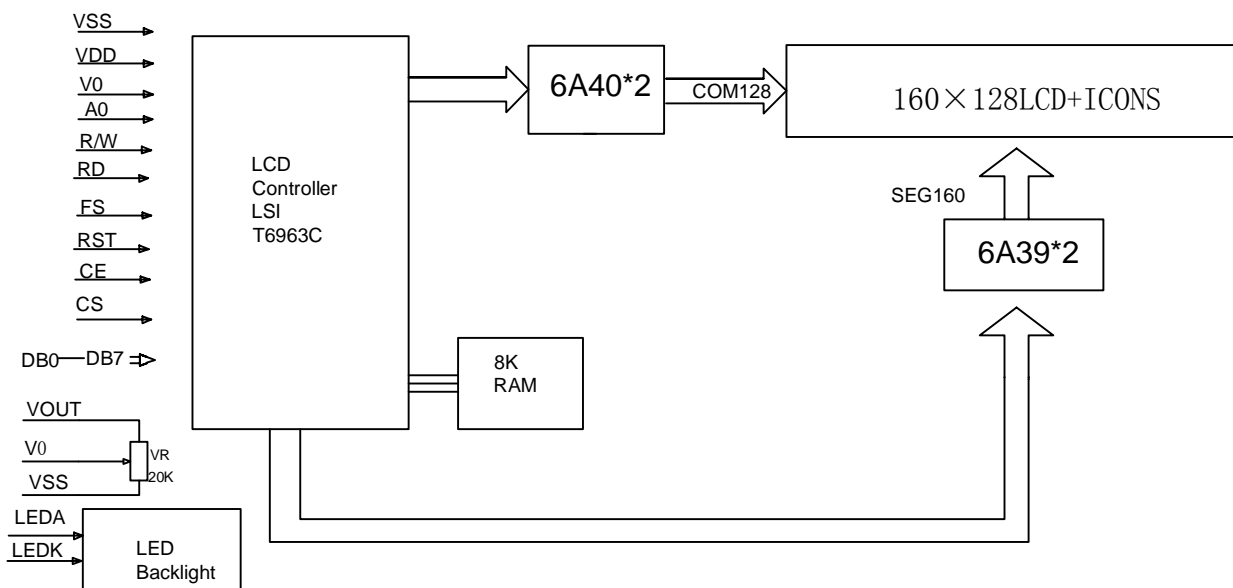 VSS
VDD
V0
A0
R/W
RD
FS
RST
CE
CS
DB0 DB7
VOUT
V0
VR
20K
VSS
LEDA
LEDK
LED
Backlight
LCD
Controller
LSI
T6963C
8K
RAM
6A40*2
COM128
160×128LCD+ICONS
SEG160
6A39*2